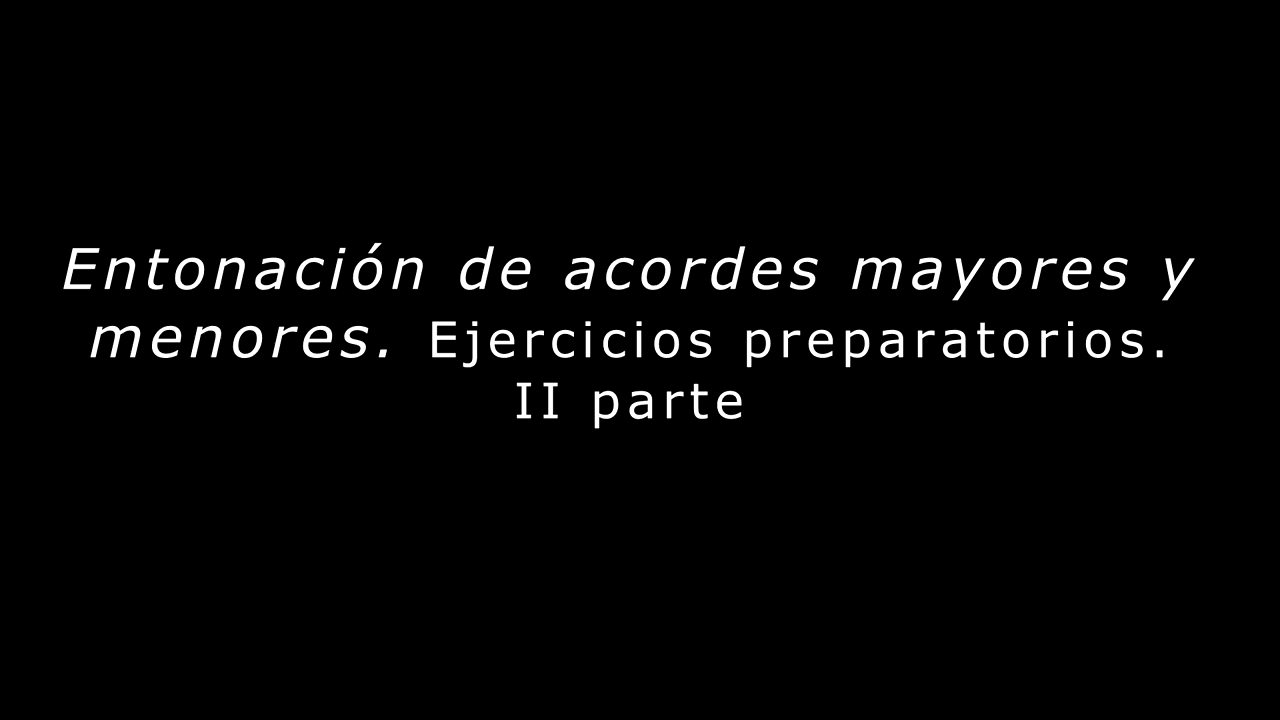 Entonación de acordes mayores y
menores. Ejercicios preparatorios.
II parte